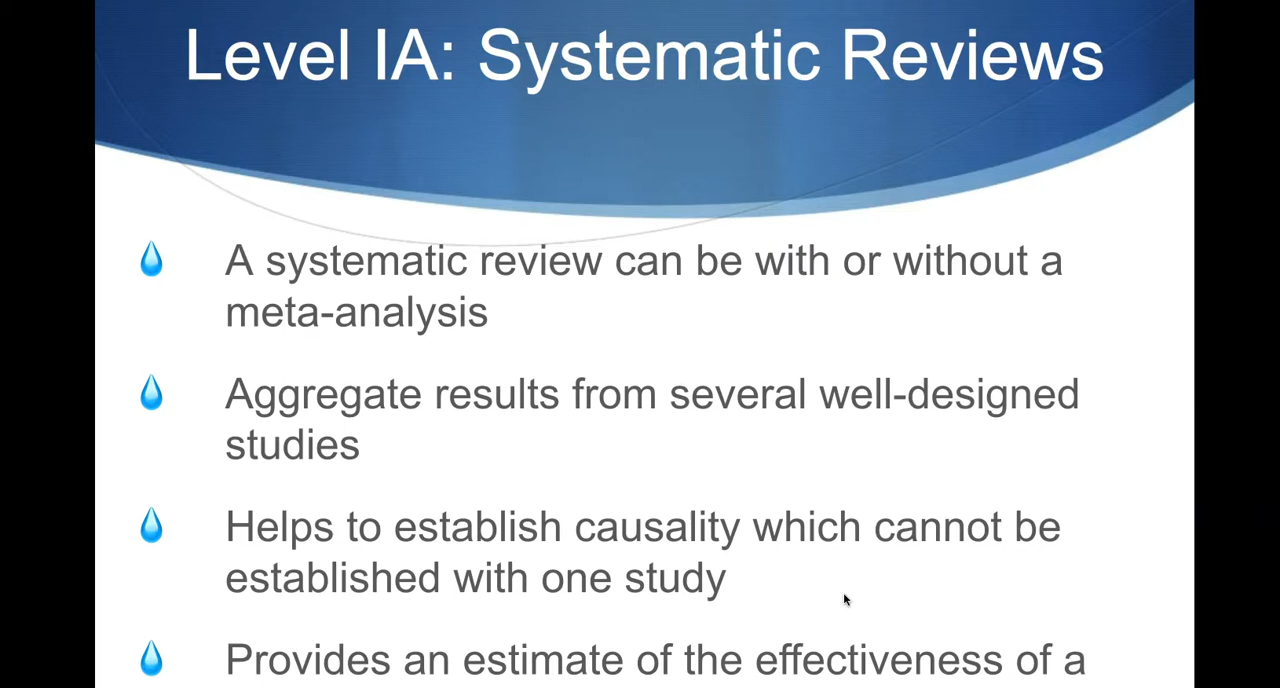 Level IA: Systematic Reviews
A systematic review can be with or without a
meta-analysis
Aggregate results from several well-designed
studies
Helps to establish causality which cannot be
established with one study
Provides an estimate of the effectiveness of a